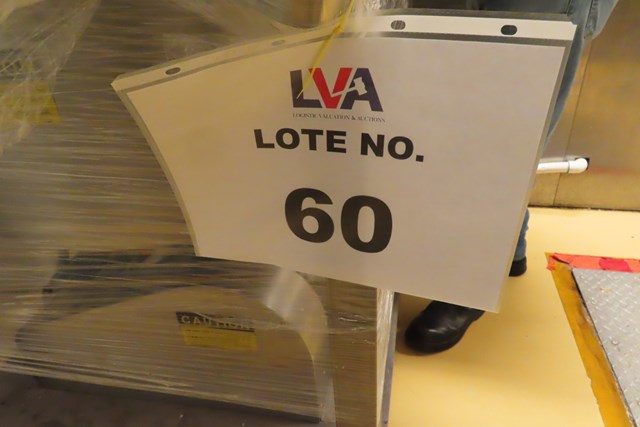 LVA
LOGISTIC VALUATION & AUCTIONS
LOTE NO.
60
CAUTION